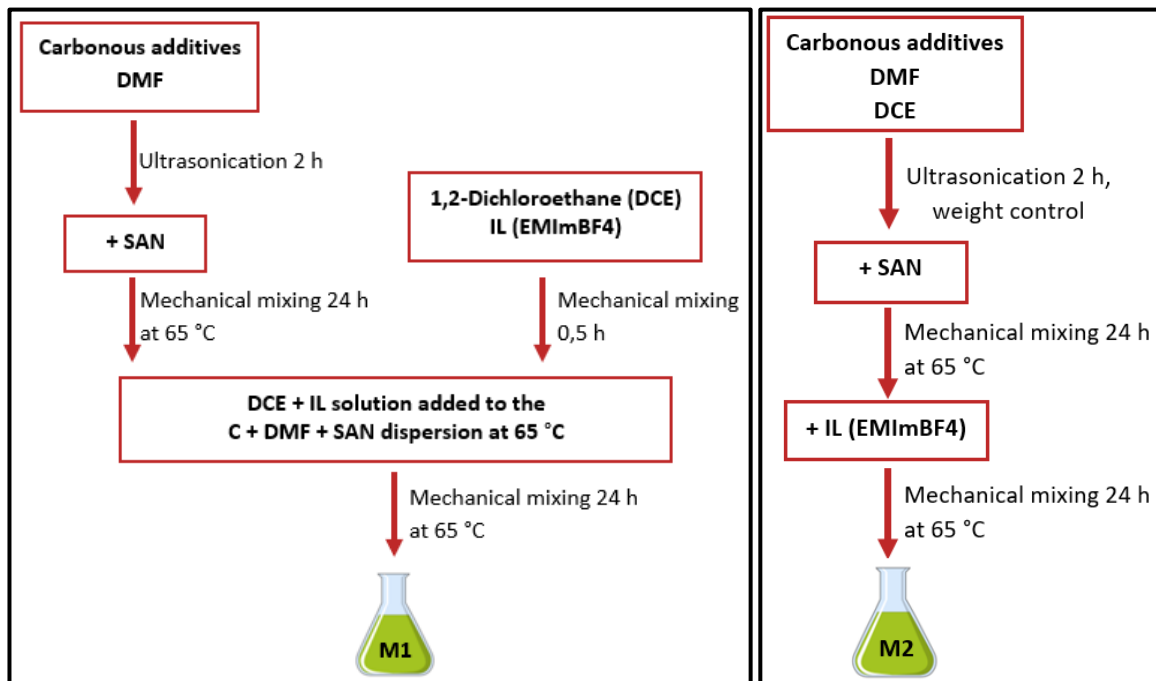 Carbonous additives
DMF
Ultrasonication 2 h
+ SAN
Mechanical mixing 24 h
at 65 °C
1,2-Dichloroethane (DCE)
IL (EMImBF4)
Mechanical mixing
0,5 h
DCE + IL solution added to the
C + DMF + SAN dispersion at 65 °C
Mechanical mixing 24 h
at 65 °C
M1
Carbonous additives
DMF
DCE
Ultrasonication 2 h,
weight control
+ SAN
Mechanical mixing 24 h
at 65 °C
+ IL (EMImBF4)
Mechanical mixing 24 h
at 65 °C
M2